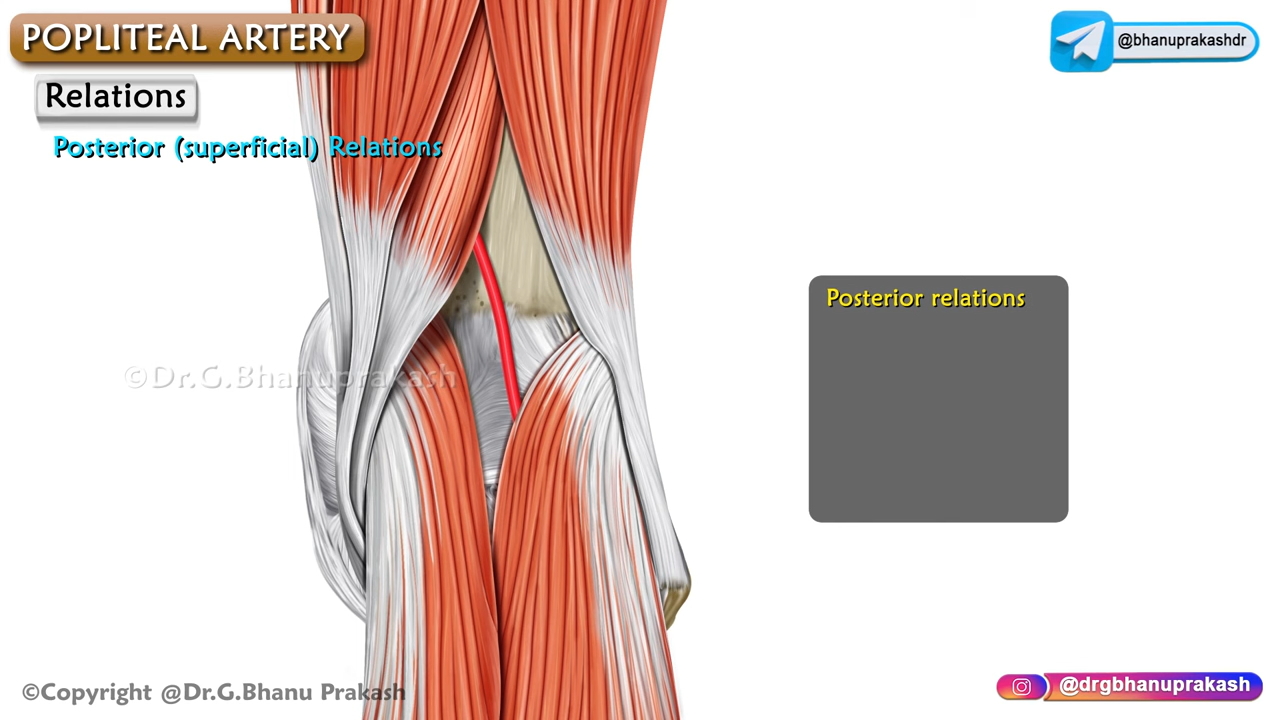 POPLITEAL ARTERY
@bhanuprakashdr
Relations
Posterior (superficial) Relations
Posterior relations
©Dr.G.Bhanuprakash
©Copyright @Dr.G.Bhanu Prakash
@drgbhanuprakash